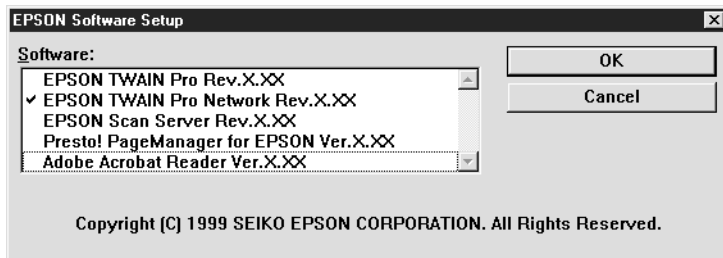 EPSON Software Setup
Software:
EPSON TWAIN Pro Rev.X.XX
EPSON TWAIN Pro Network Rev.X.XX
EPSON Scan Server Rev.X.XX
Presto! PageManager for EPSON Ver.X.XX
Adobe Acrobat Reader Ver.X.XX
OK
Cancel
Copyright (C) 1999 SEIKO EPSON CORPORATION. All Rights Reserved.